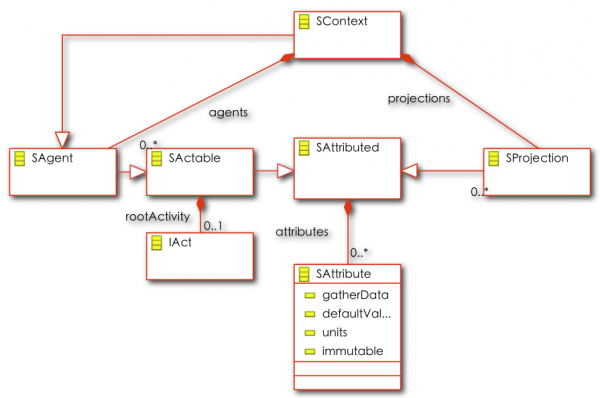 SContext
agents
projections
0..*
SAgent
SActable
SAttributed
SProjection
0..*
rootActivity
0..1
attributes
0..*
IAct
SAttribute
gatherData
defaultVal...
units
immutable